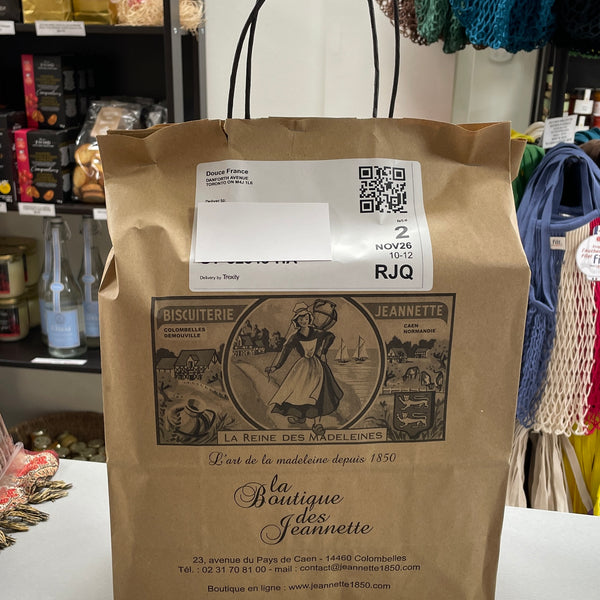 Douce France
DANFORTH AVENUE
TORONTO ON M4J 1L6
2
NOV26
10-12
RJQ
Delivery by Trexity
BISCUITERIE
JEANNETTE
COLOMBELLES
DEMOUVILLE
CAEN
NORMANDIE
LA REINE DES MADELEINES
L'art de la madeleine depuis 1850
la
Boutique
des
Jeannette
23, avenue du Pays de Caen - 14460 Colombelles
Tél. : 02 31 70 81 00 - mail : contact@jeannette1850.com
Boutique en ligne : www.jeannette1850.com